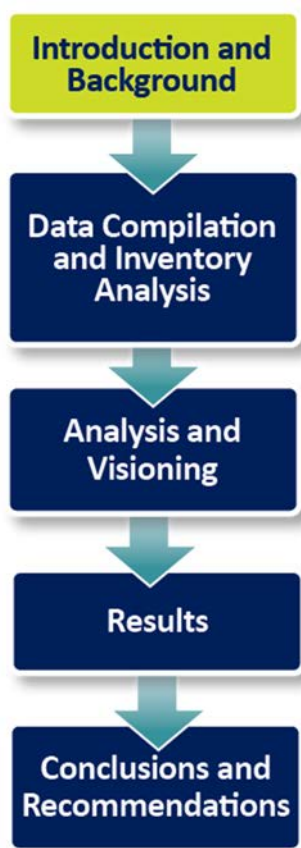 Introduction and
Background
Data Compilation
and Inventory
Analysis
Analysis and
Visioning
Results
Conclusions and
Recommendations